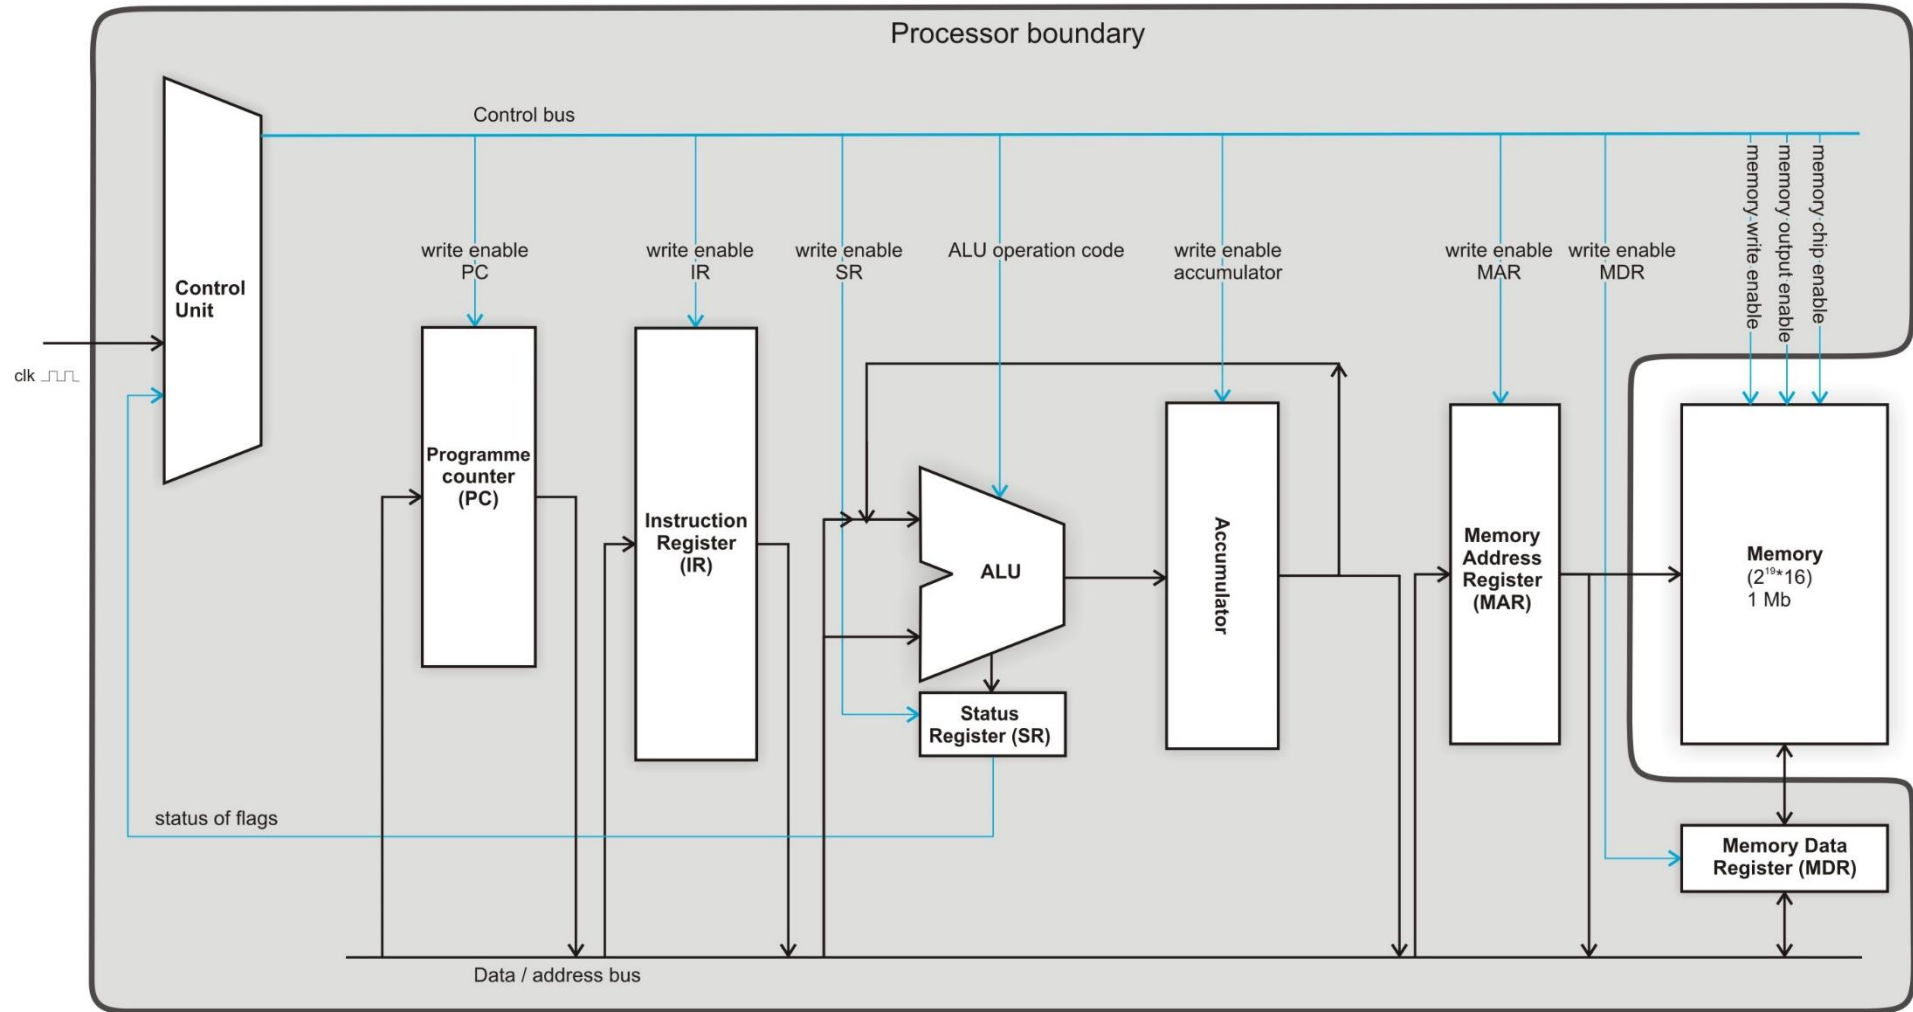 Processor boundary
Control bus
memory write enable
memory output enable
memory chip enable
write enable
PC
write enable
IR
write enable
SR
ALU operation code
write enable
accumulator
write enable
MAR
write enable
MDR
Control
Unit
clk
Programme
counter
(PC)
Instruction
Register
(IR)
ALU
Accumulator
Memory
Address
Register
(MAR)
Memory
(2¹⁹*16)
1 Mb
Status
Register (SR)
status of flags
Memory Data
Register (MDR)
Data / address bus